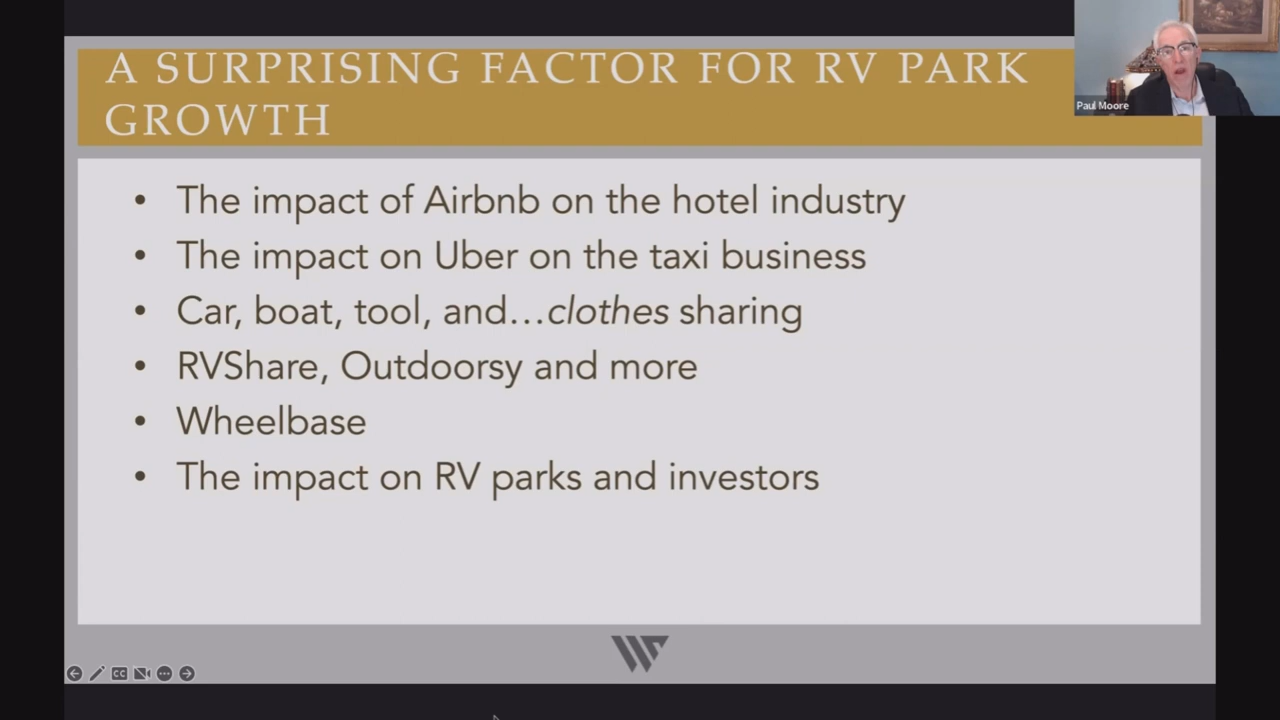 A SURPRISING FACTOR FOR RV PARK
GROWTH
Paul Moore
• The impact of Airbnb on the hotel industry
• The impact on Uber on the taxi business
• Car, boat, tool, and…clothes sharing
• RVShare, Outdoorsy and more
• Wheelbase
• The impact on RV parks and investors
CC